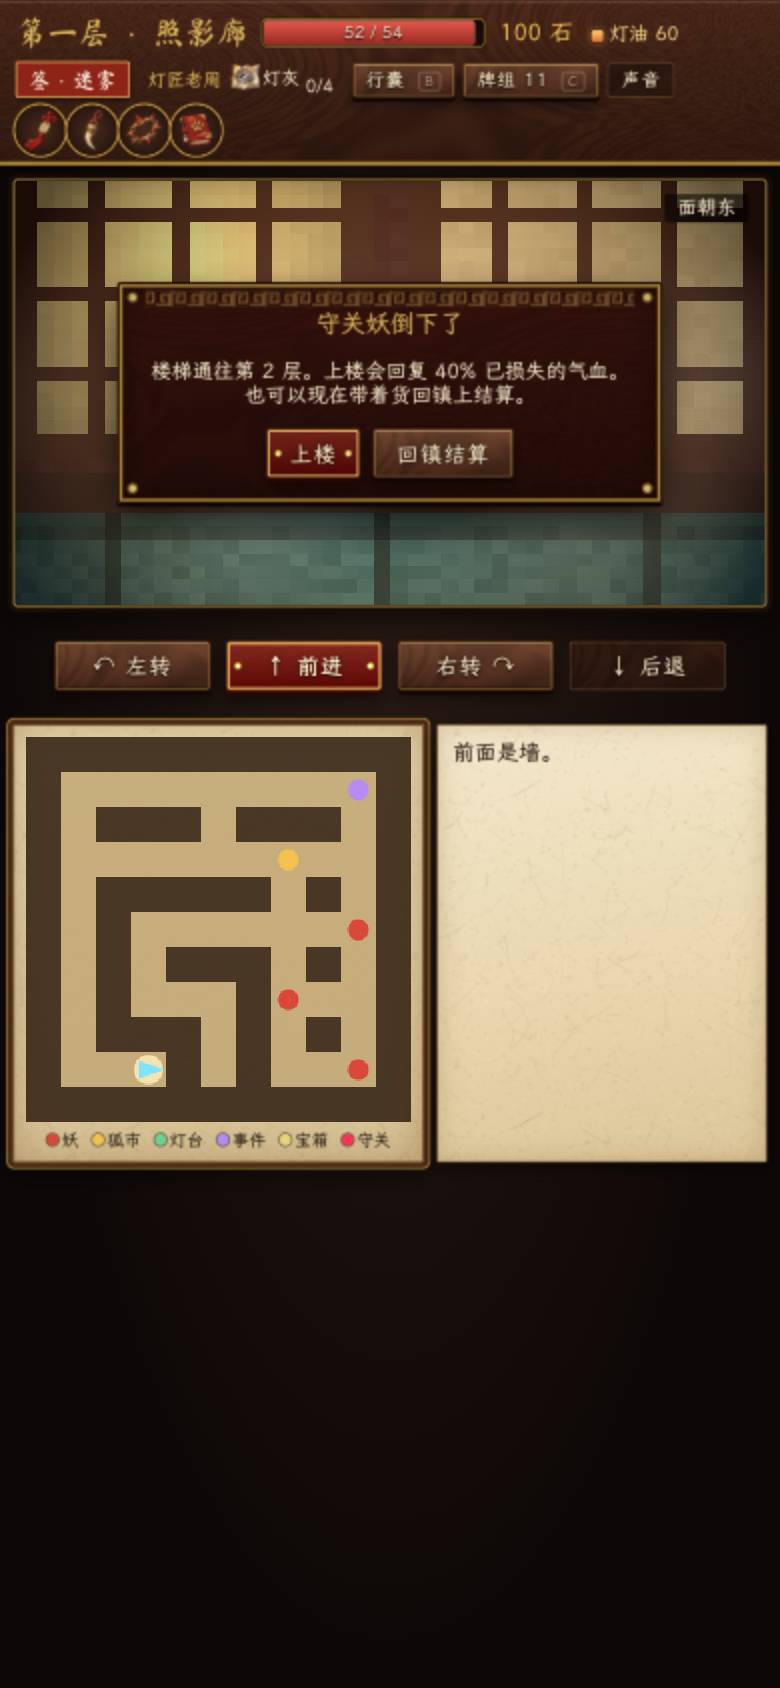 第一层 · 照影廊 52 / 54 100 石 灯油 60
签 · 迷雾 灯匠老周 灯灰 0/4 行囊 B 牌组 11 C 声音
面朝东
守关妖倒下了
楼梯通往第 2 层。上楼会回复 40% 已损失的气血。
也可以现在带着货回镇上结算。
上楼 回镇结算
↶ 左转 ↑ 前进 右转 ↷ ↓ 后退
前面是墙。
妖 狐市 灯台 事件 宝箱 守关